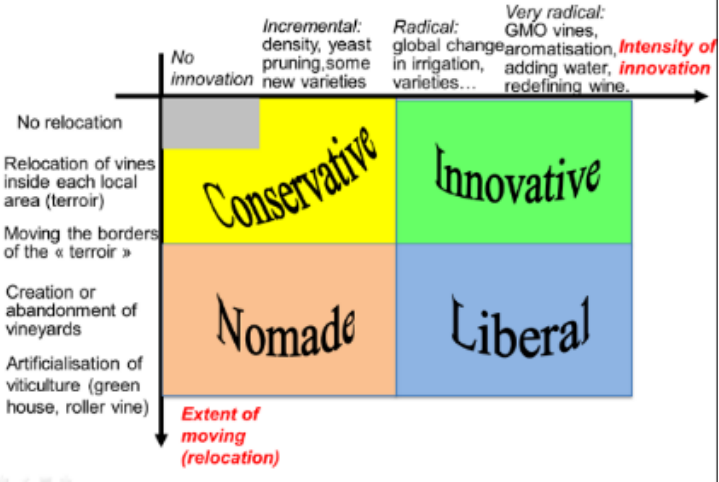 No
innovation
Incremental:
density, yeast
pruning,some
new varieties
Radical:
global change
in irrigation,
varieties...
Very radical:
GMO vines,
aromatisation,
adding water,
redefining wine.
Intensity of
innovation
No relocation
Relocation of vines
inside each local
area (terroir)
Moving the borders
of the « terroir »
Creation or
abandonment of
vineyards
Artificialisation of
viticulture (green
house, roller vine)
Conservative
Innovative
Nomade
Liberal
Extent of
moving
(relocation)